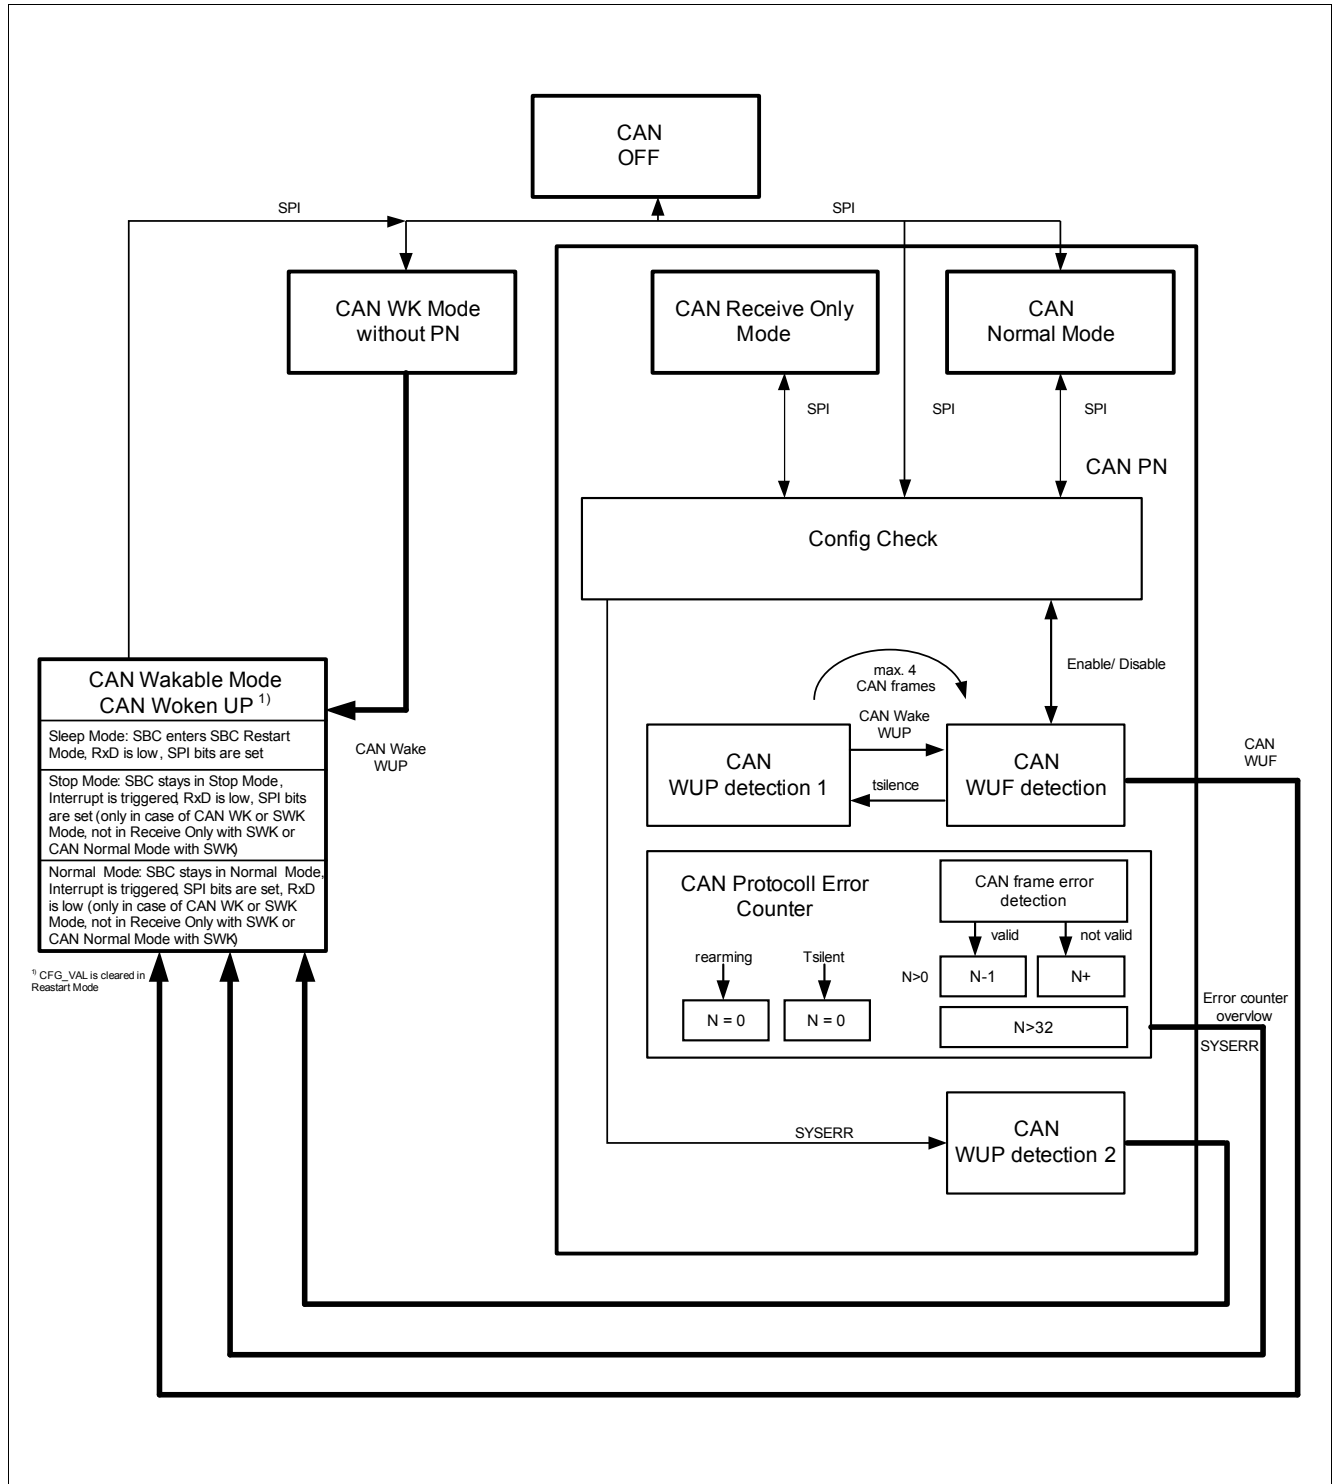 CAN
OFF
SPI
SPI
CAN WK Mode
without PN
CAN Receive Only
Mode
CAN
Normal Mode
SPI
SPI
SPI
CAN PN
Config Check
Enable/ Disable
max. 4
CAN frames
CAN Wake
WUP
CAN
WUP detection 1
tsilence
CAN
WUF detection
CAN
WUF
CAN Wakable Mode
CAN Woken UP 1)
Sleep Mode: SBC enters SBC Restart
Mode, RxD is low, SPI bits are set
Stop Mode: SBC stays in Stop Mode,
Interrupt is triggered, RxD is low, SPI bits
are set (only in case of CAN WK or SWK
Mode, not in Receive Only with SWK or
CAN Normal Mode with SWK)
Normal Mode: SBC stays in Normal Mode,
Interrupt is triggered, SPI bits are set, RxD
is low (only in case of CAN WK or SWK
Mode, not in Receive Only with SWK or
CAN Normal Mode with SWK)
1) CFG_VAL is cleared in
Reastart Mode
CAN Wake
WUP
CAN Protocoll Error
Counter
CAN frame error
detection
valid
not valid
rearming
Tsilent
N>0
N-1
N+
N = 0
N = 0
N>32
Error counter
overvlow
SYSERR
SYSERR
CAN
WUP detection 2